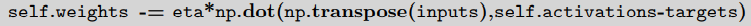 self.weights -= eta*np.dot(np.transpose(inputs),self.activations-targets)